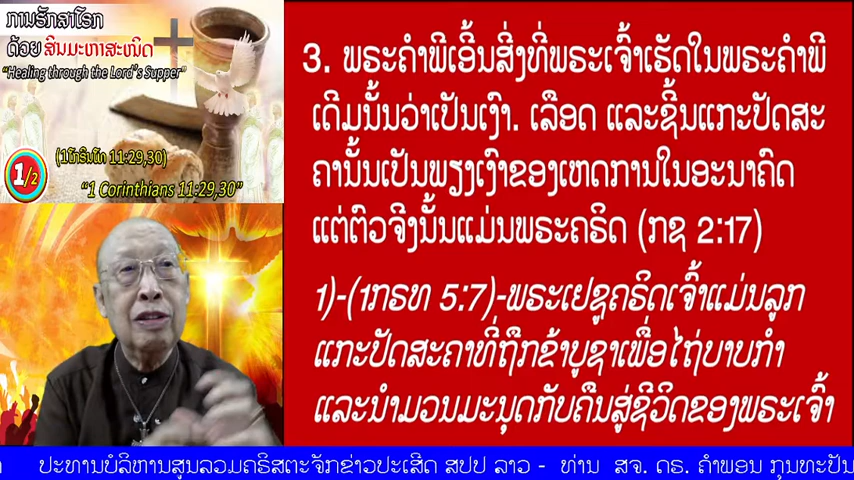 ການຮັກສາໂຣກ
ດ້ວຍ ສິນມະຫາສະໜິດ
"Healing through the Lord's Supper"
(1ໂກຣິນໂທ 11:29,30)
1/2
"1 Corinthians 11:29,30"
3. ພຣະຄຳພີເອີ້ນສີ່ງທີ່ພຣະເຈົ້າເຮັດໃນພຣະຄຳພີ
ເດີມນັ້ນວ່າເປັນເງົາ. ເລືອດ ແລະຊີ້ນແກະປັດສະ
ຄານັ້ນເປັນພຽງເງົາຂອງເຫດການໃນອະນາຄົດ
ແຕ່ຕົວຈີງນັ້ນແມ່ນພຣະຄຣິດ (ກຊ 2:17)
1)-(1ກຣທ 5:7)-ພຣະເຢຊູຄຣິດເຈົ້າແມ່ນລູກ
ແກະປັດສະຄາທີ່ຖືກຂ້າບູຊາເພື່ອໄຖ່ບາບກຳ
ແລະນຳມວນມະນຸດກັບຄືນສູ່ຊີວິດຂອງພຣະເຈົ້າ
ປະທານບໍລິຫານສູນລວມຄຣິສຕະຈັກຂ່າວປະເສີດ ສປປ ລາວ - ທ່ານ ສຈ. ດຣ. ຄຳພອນ ກຸນທະປັນ